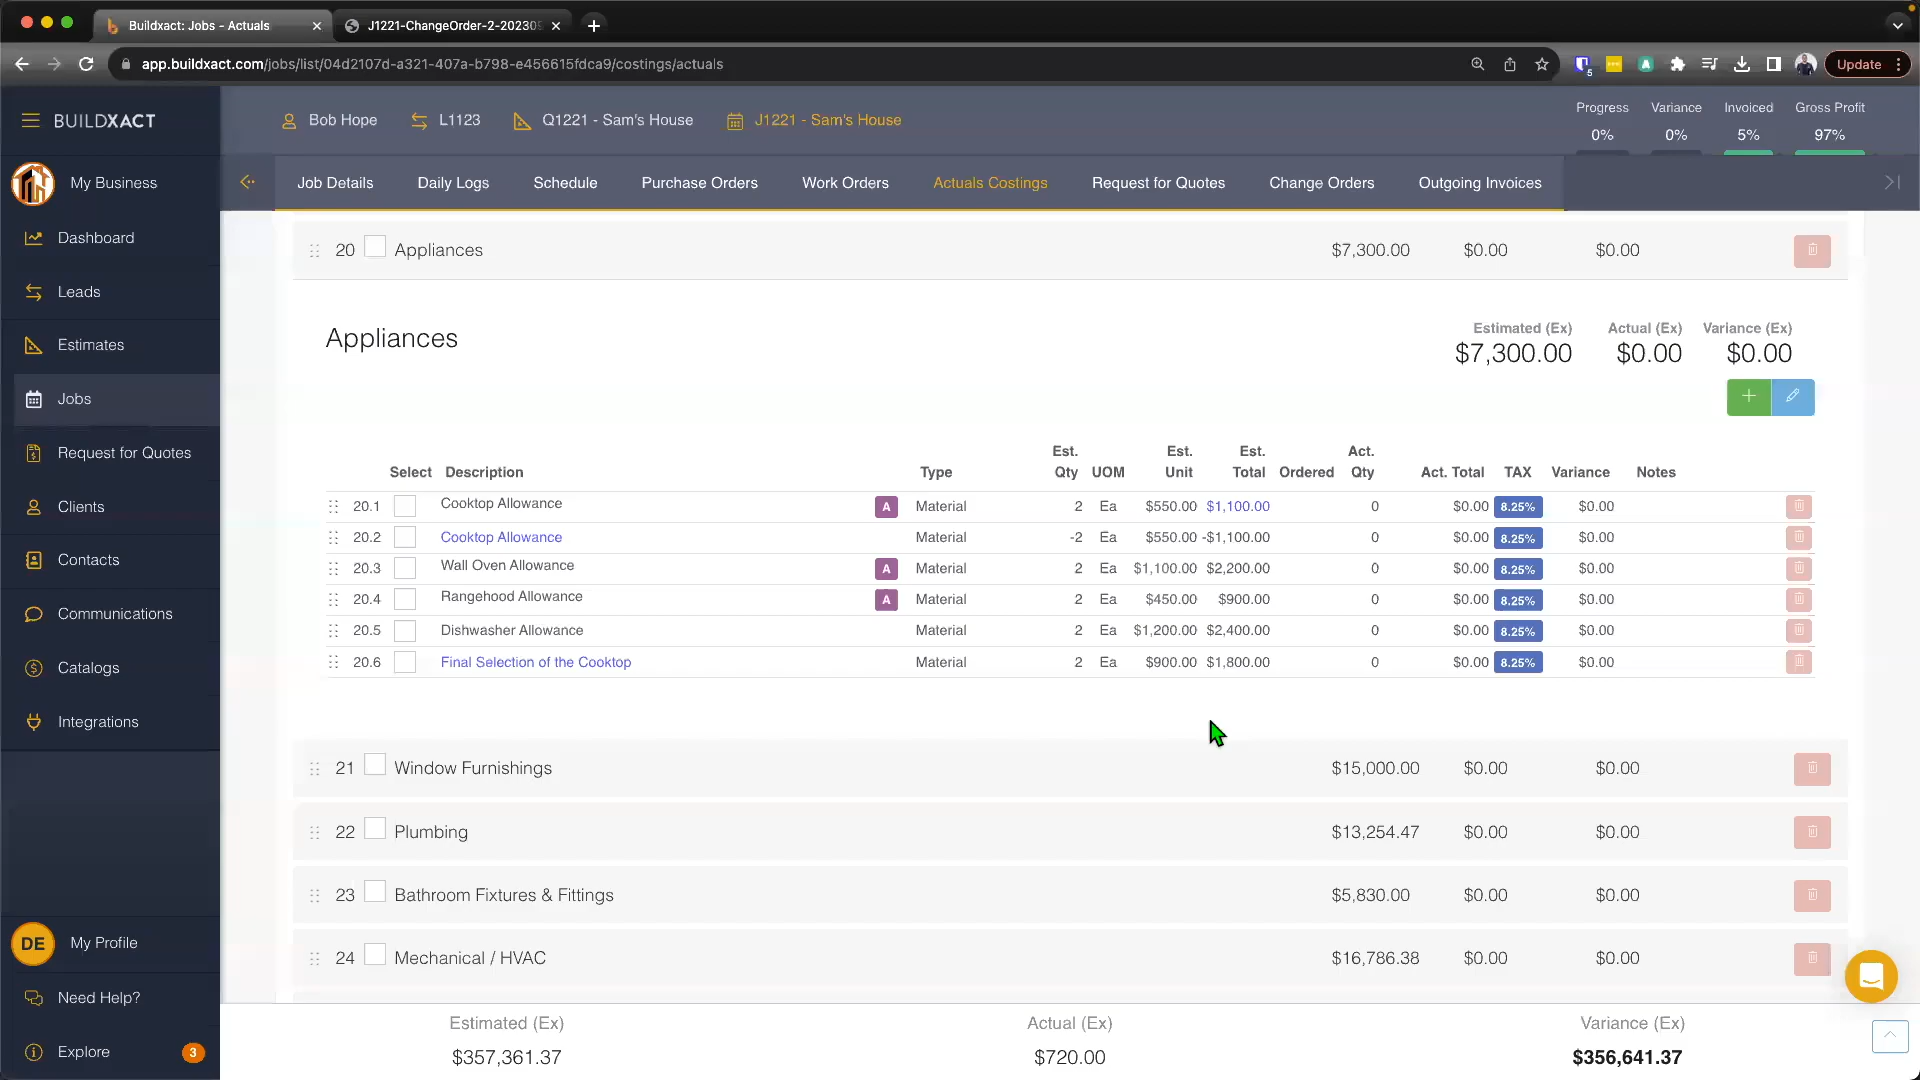 Buildxact: Jobs - Actuals
J1221-ChangeOrder-2-202309
app.buildxact.com/jobs/list/04d2107d-a321-407a-b798-e456615fdca9/costings/actuals
5
Update
BUILDXACT
Bob Hope
L1123
Q1221 - Sam's House
J1221 - Sam's House
Progress Variance Invoiced Gross Profit
0% 0% 5% 97%
My Business
Dashboard
Leads
Estimates
Jobs
Request for Quotes
Clients
Contacts
Communications
Catalogs
Integrations
DE My Profile
Need Help?
Explore 3
Job Details Daily Logs Schedule Purchase Orders Work Orders Actuals Costings Request for Quotes Change Orders Outgoing Invoices
20 Appliances $7,300.00 $0.00 $0.00
Appliances
Estimated (Ex) Actual (Ex) Variance (Ex)
$7,300.00 $0.00 $0.00
Select Description Type Est. Qty UOM Est. Unit Est. Total Ordered Act. Qty Act. Total TAX Variance Notes
20.1 Cooktop Allowance A Material 2 Ea $550.00 $1,100.00 0 $0.00 8.25% $0.00
20.2 Cooktop Allowance Material -2 Ea $550.00 -$1,100.00 0 $0.00 8.25% $0.00
20.3 Wall Oven Allowance A Material 2 Ea $1,100.00 $2,200.00 0 $0.00 8.25% $0.00
20.4 Rangehood Allowance A Material 2 Ea $450.00 $900.00 0 $0.00 8.25% $0.00
20.5 Dishwasher Allowance Material 2 Ea $1,200.00 $2,400.00 0 $0.00 8.25% $0.00
20.6 Final Selection of the Cooktop Material 2 Ea $900.00 $1,800.00 0 $0.00 8.25% $0.00
21 Window Furnishings $15,000.00 $0.00 $0.00
22 Plumbing $13,254.47 $0.00 $0.00
23 Bathroom Fixtures & Fittings $5,830.00 $0.00 $0.00
24 Mechanical / HVAC $16,786.38 $0.00 $0.00
Estimated (Ex) Actual (Ex) Variance (Ex)
$357,361.37 $720.00 $356,641.37